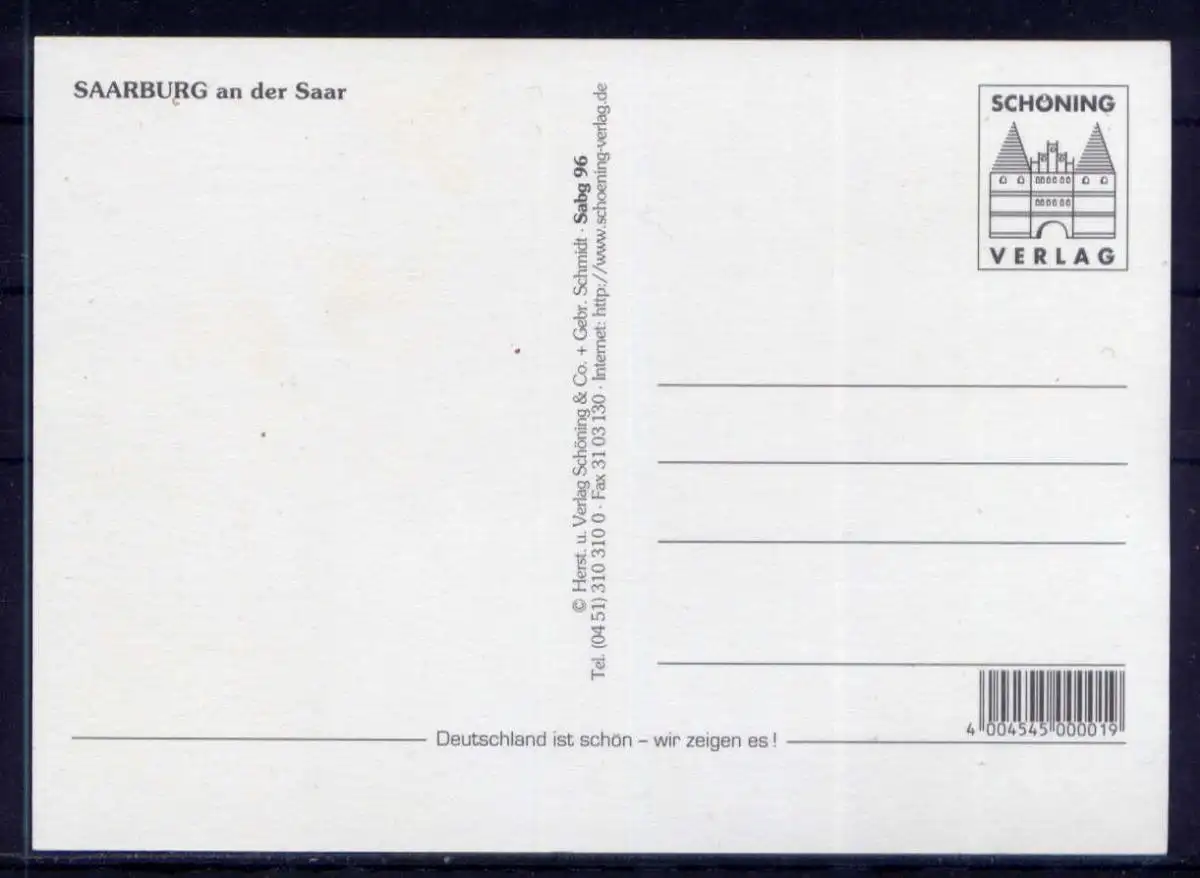 SAARBURG an der Saar
© Herst. u. Verlag Schöning & Co. + Gebr. Schmidt · Sabg 96
Tel. (04 51) 310 310 0 · Fax 31 03 130 · Internet: http://www.schoening-verlag.de
SCHÖNING
VERLAG
4 004545 000019
Deutschland ist schön – wir zeigen es!